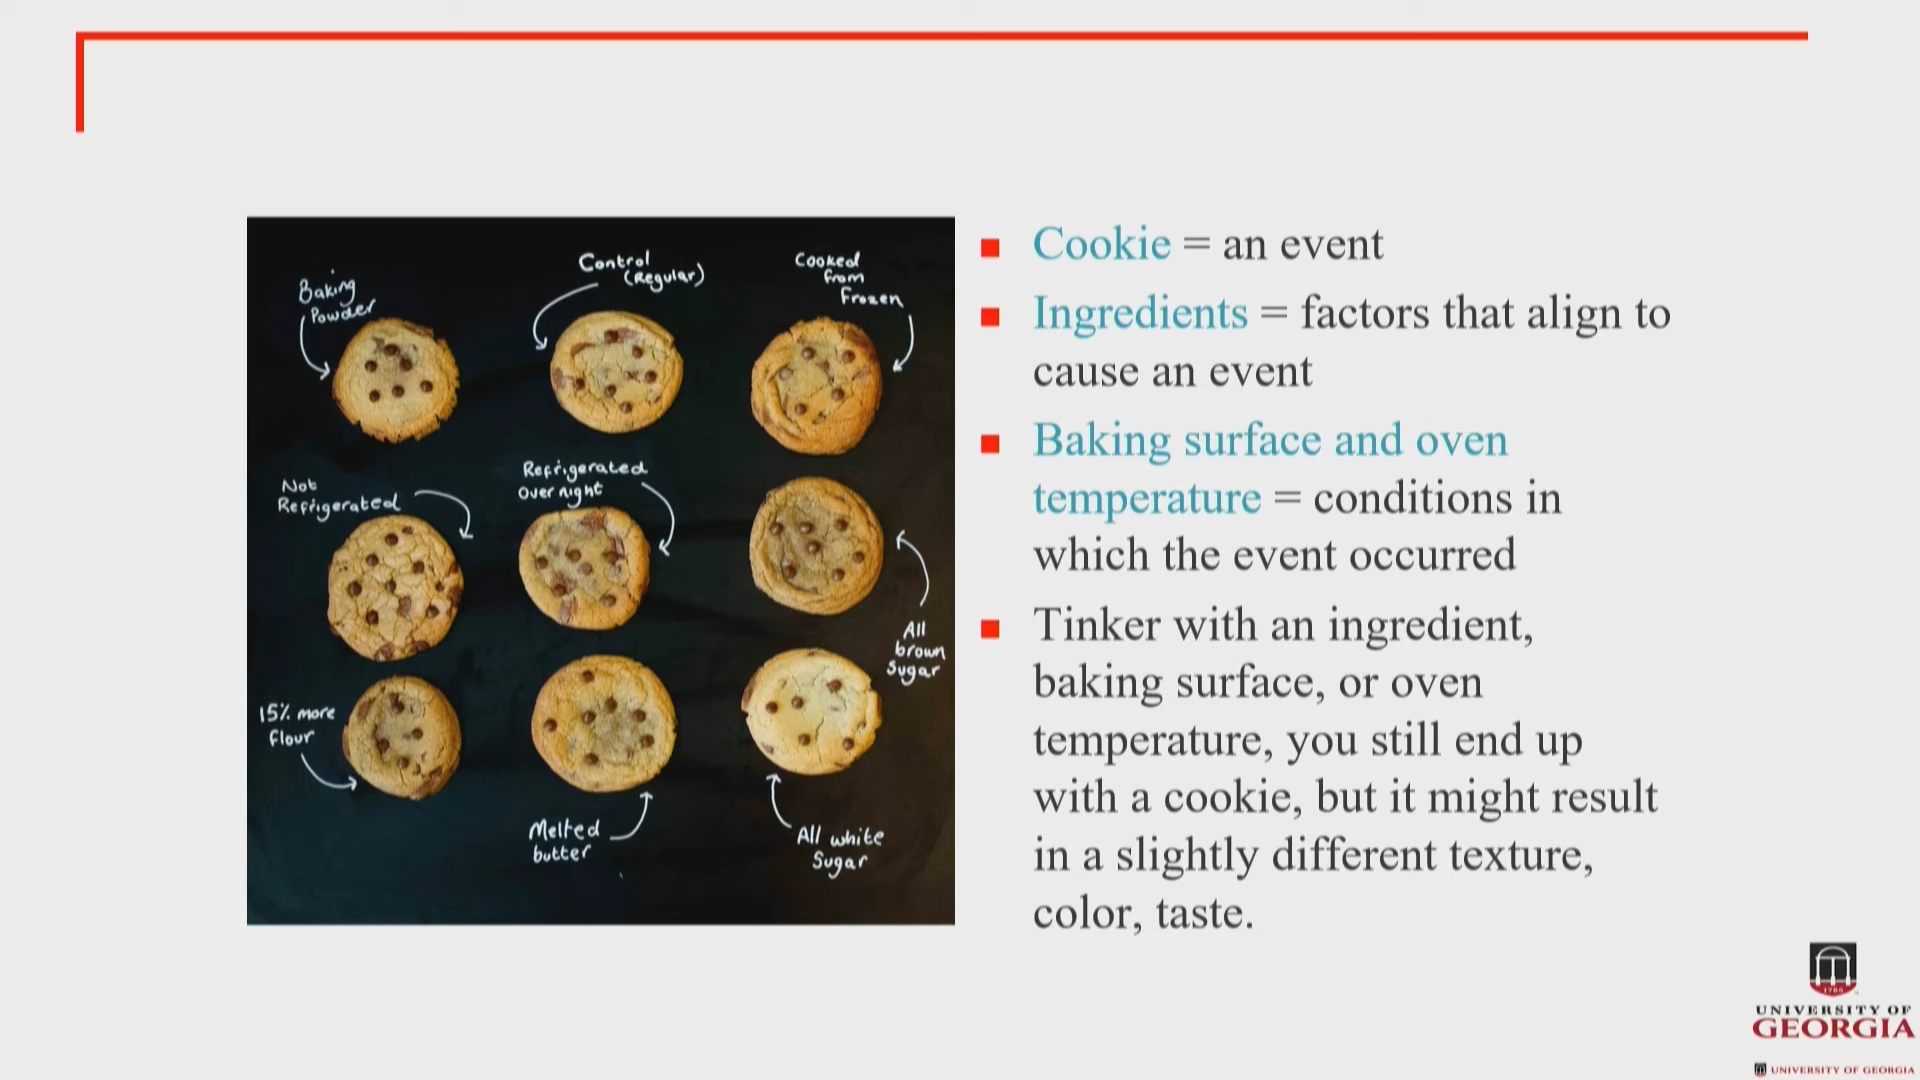 Baking
Powder
Control
(Regular)
Cooked
from
Frozen
Not
Refrigerated
Refrigerated
over night
All
brown
Sugar
15% more
flour
Melted
butter
All white
Sugar
Cookie = an event
Ingredients = factors that align to
cause an event
Baking surface and oven
temperature = conditions in
which the event occurred
Tinker with an ingredient,
baking surface, or oven
temperature, you still end up
with a cookie, but it might result
in a slightly different texture,
color, taste.
1785
UNIVERSITY OF
GEORGIA
UNIVERSITY OF GEORGIA